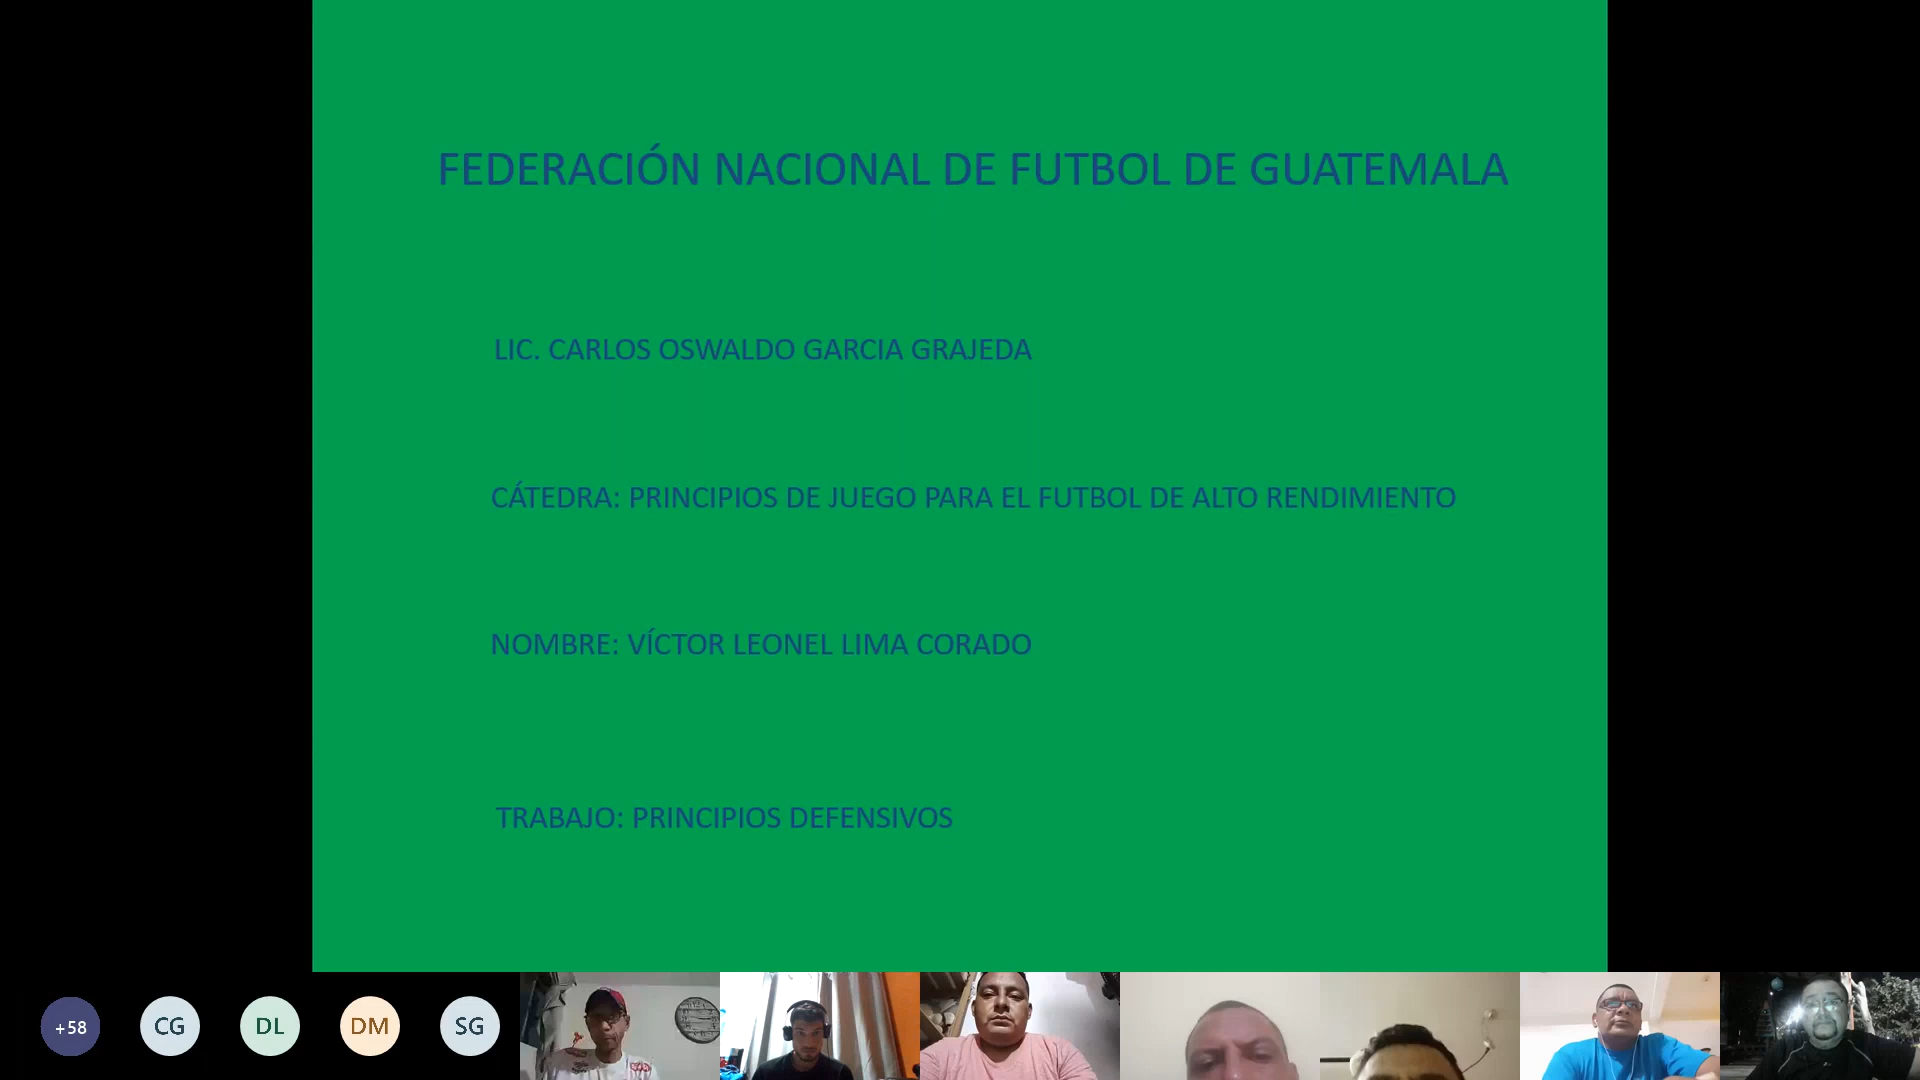 FEDERACIÓN NACIONAL DE FUTBOL DE GUATEMALA
LIC. CARLOS OSWALDO GARCIA GRAJEDA
CÁTEDRA: PRINCIPIOS DE JUEGO PARA EL FUTBOL DE ALTO RENDIMIENTO
NOMBRE: VÍCTOR LEONEL LIMA CORADO
TRABAJO: PRINCIPIOS DEFENSIVOS
+58
CG
DL
DM
SG